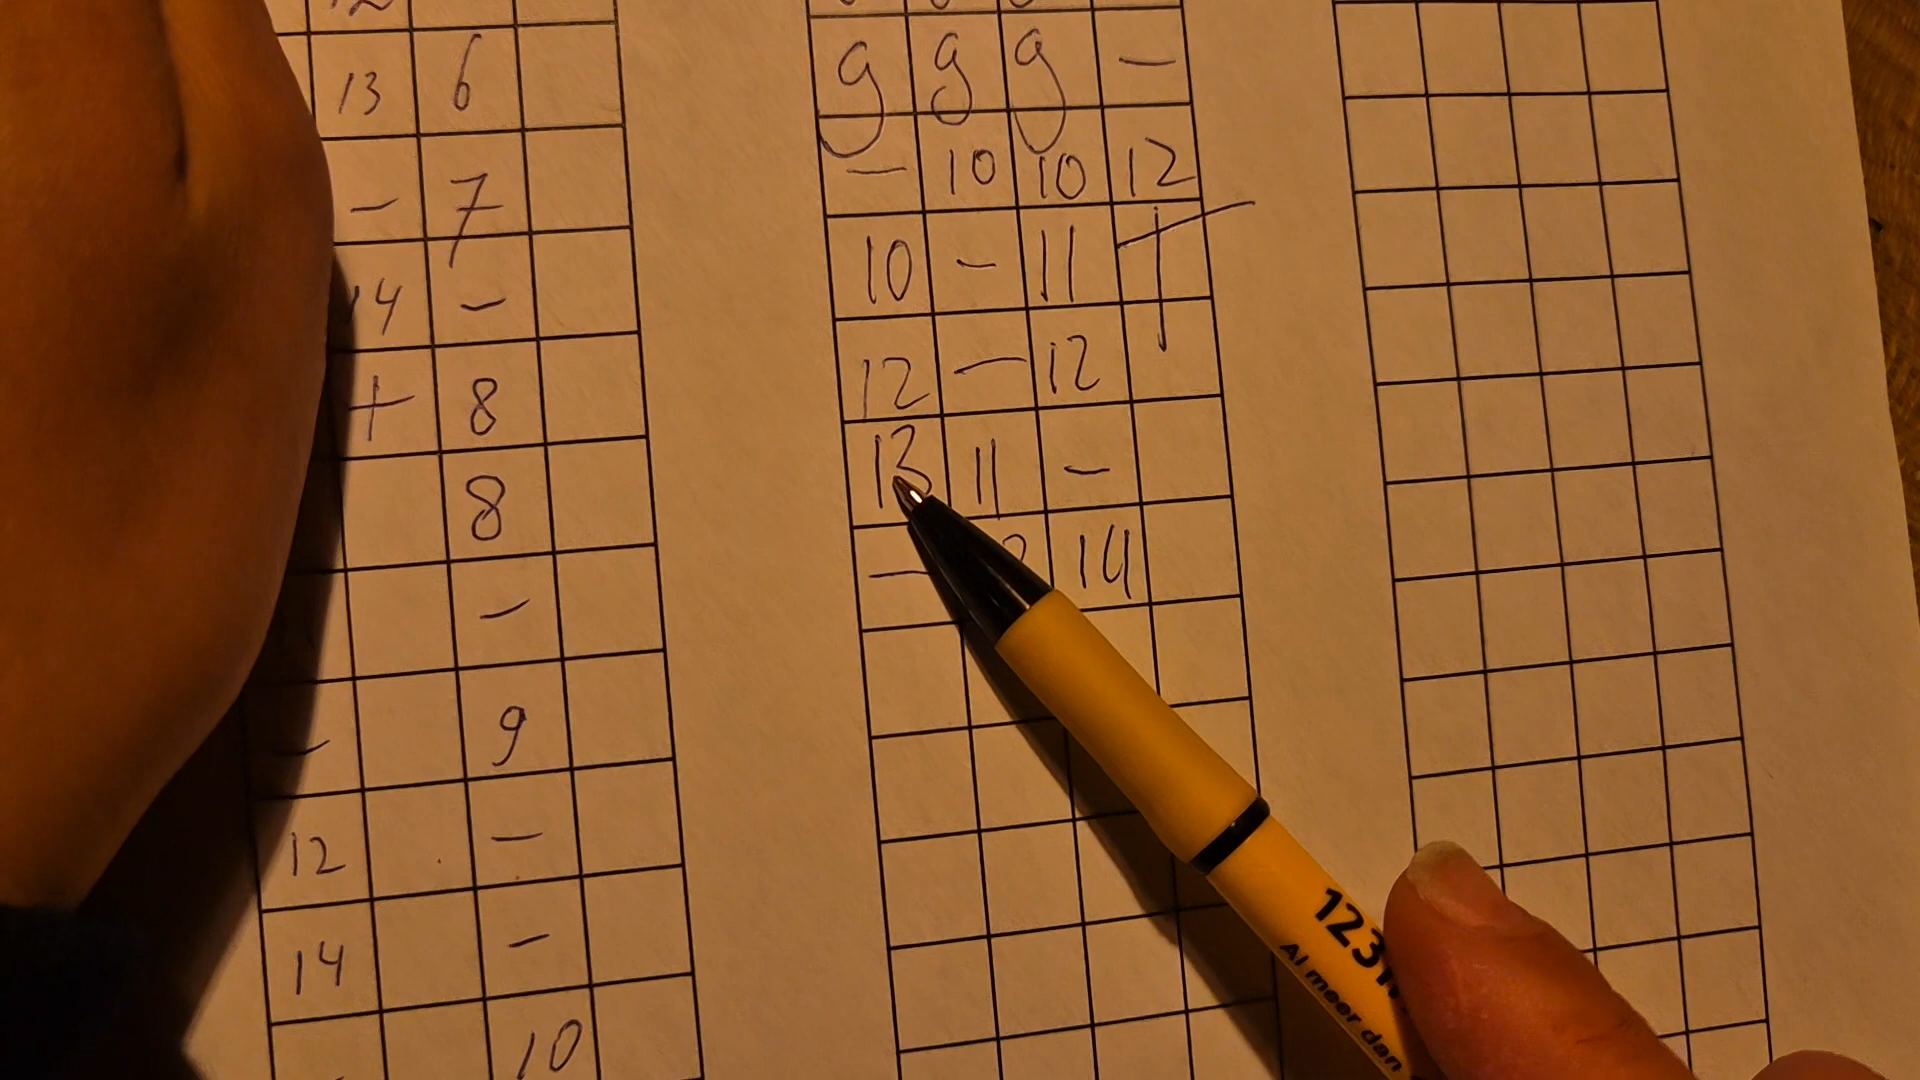 13 6
- 7
14 -
+ 8
8
-
- 9
12 -
14 -
10
9 9 9 -
- 10 10 12
10 - 11 +
12 - 12
13 11 -
- 14
123
Al meer dan